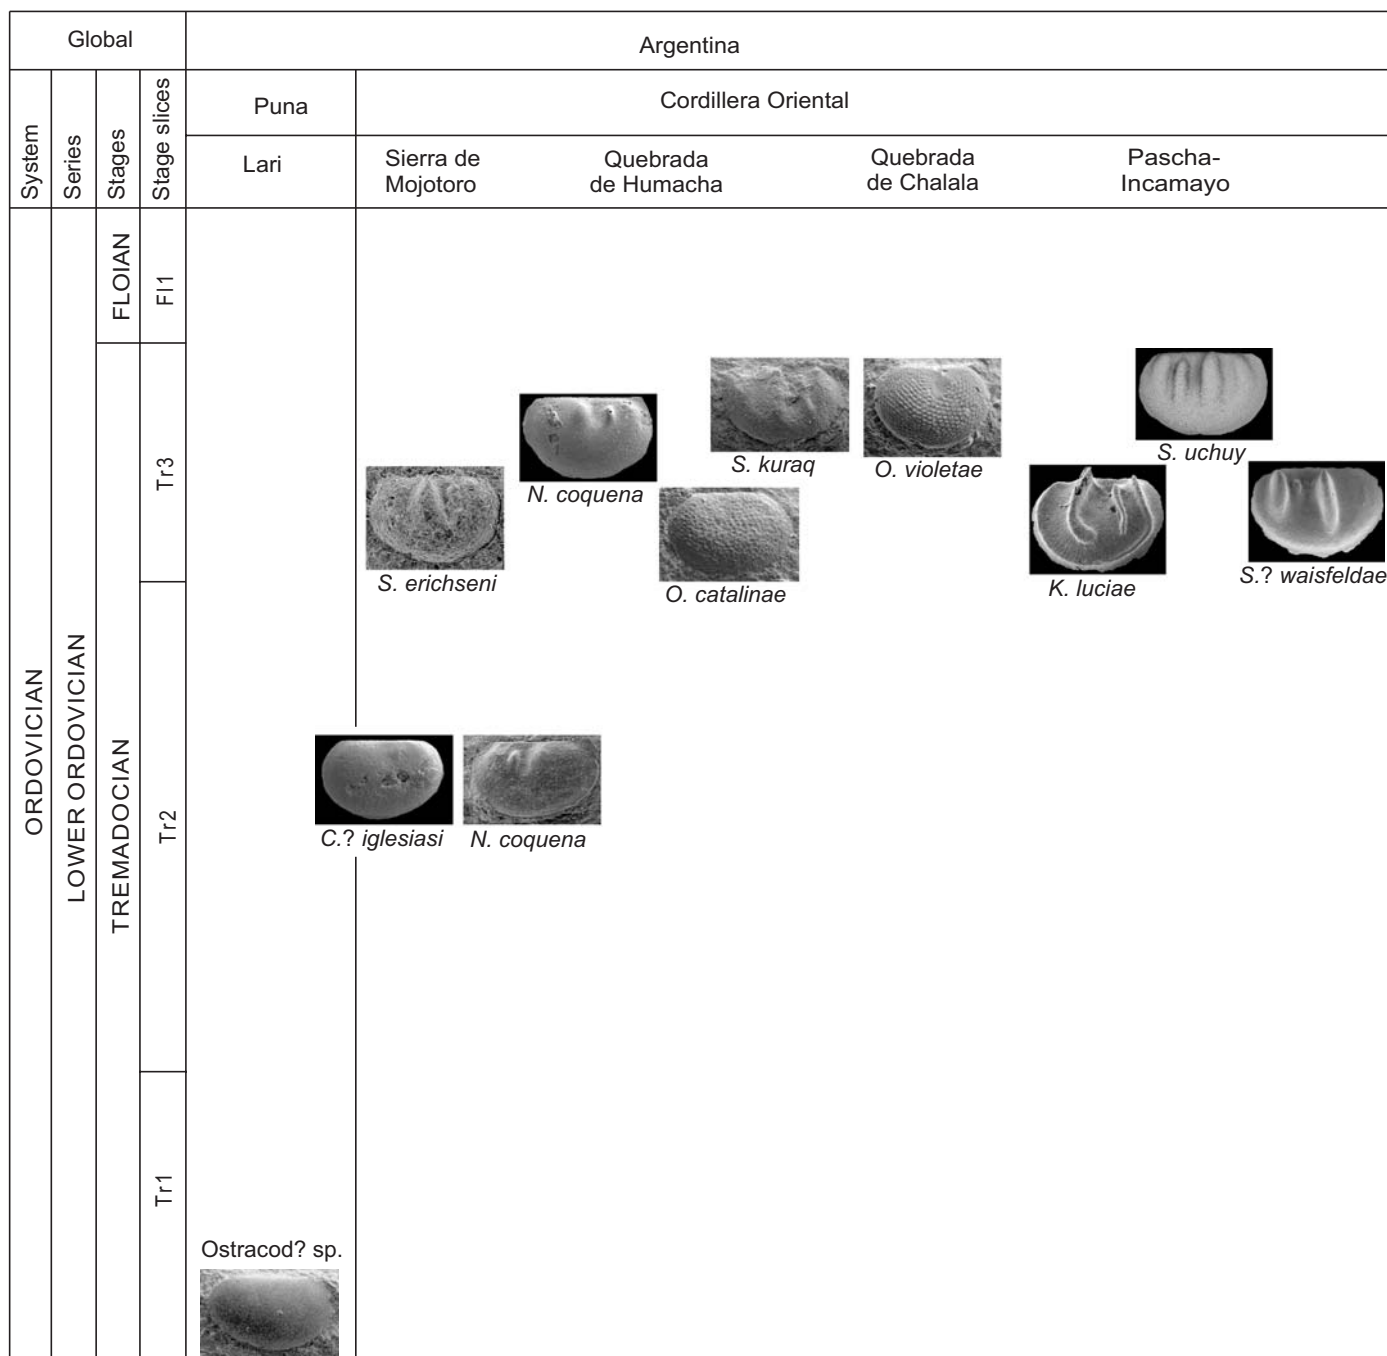 Global
Argentina
System
Series
Stages
Stage slices
Puna
Cordillera Oriental
Lari
Sierra de
Mojotoro
Quebrada
de Humacha
Quebrada
de Chalala
Pascha-
Incamayo
ORDOVICIAN
LOWER ORDOVICIAN
FLOIAN
TREMADOCIAN
Fl1
Tr3
Tr2
Tr1
S. erichseni
N. coquena
S. kuraq
O. catalinae
O. violetae
K. luciae
S. uchuy
S.? waisfeldae
C.? iglesiasi
N. coquena
Ostracod? sp.